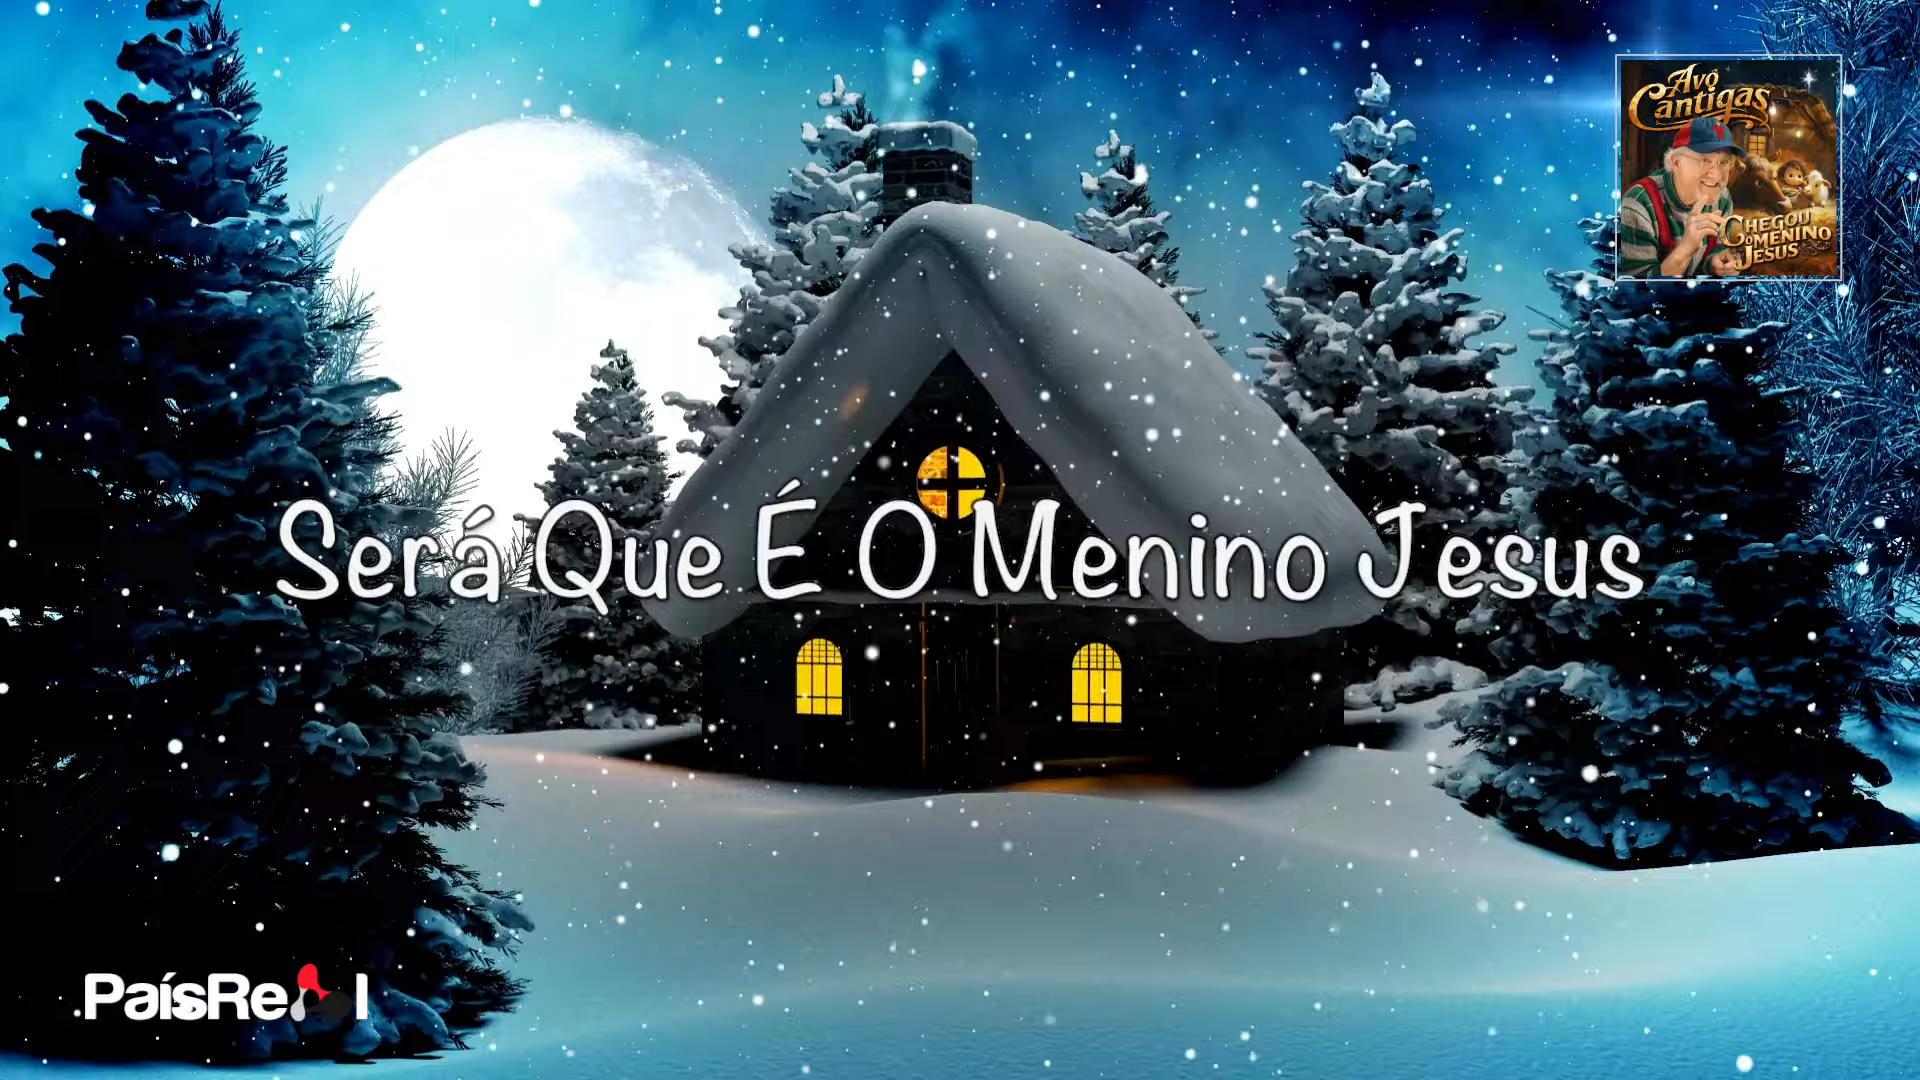 Avô
Cantigas
CHEGOU
O MENINO
JESUS
Será Que É O Menino Jesus
PaísReal